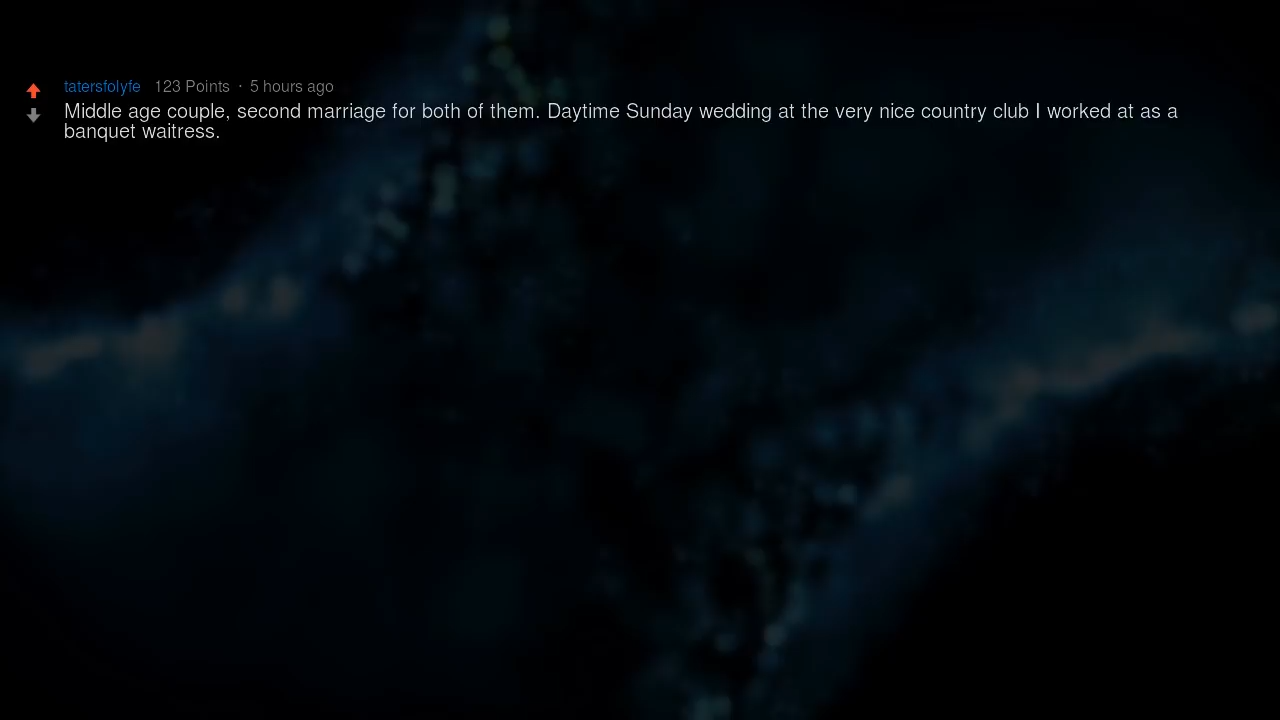 tatersfolyfe 123 Points · 5 hours ago
Middle age couple, second marriage for both of them. Daytime Sunday wedding at the very nice country club I worked at as a
banquet waitress.